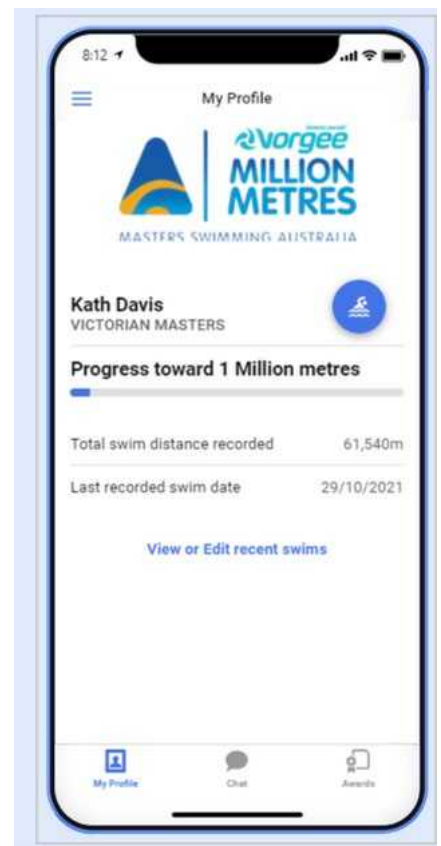 8:12
My Profile
Vorgee
MILLION
METRES
MASTERS SWIMMING AUSTRALIA
Kath Davis
VICTORIAN MASTERS
Progress toward 1 Million metres
Total swim distance recorded 61,540m
Last recorded swim date 29/10/2021
View or Edit recent swims
My Profile Chat Awards